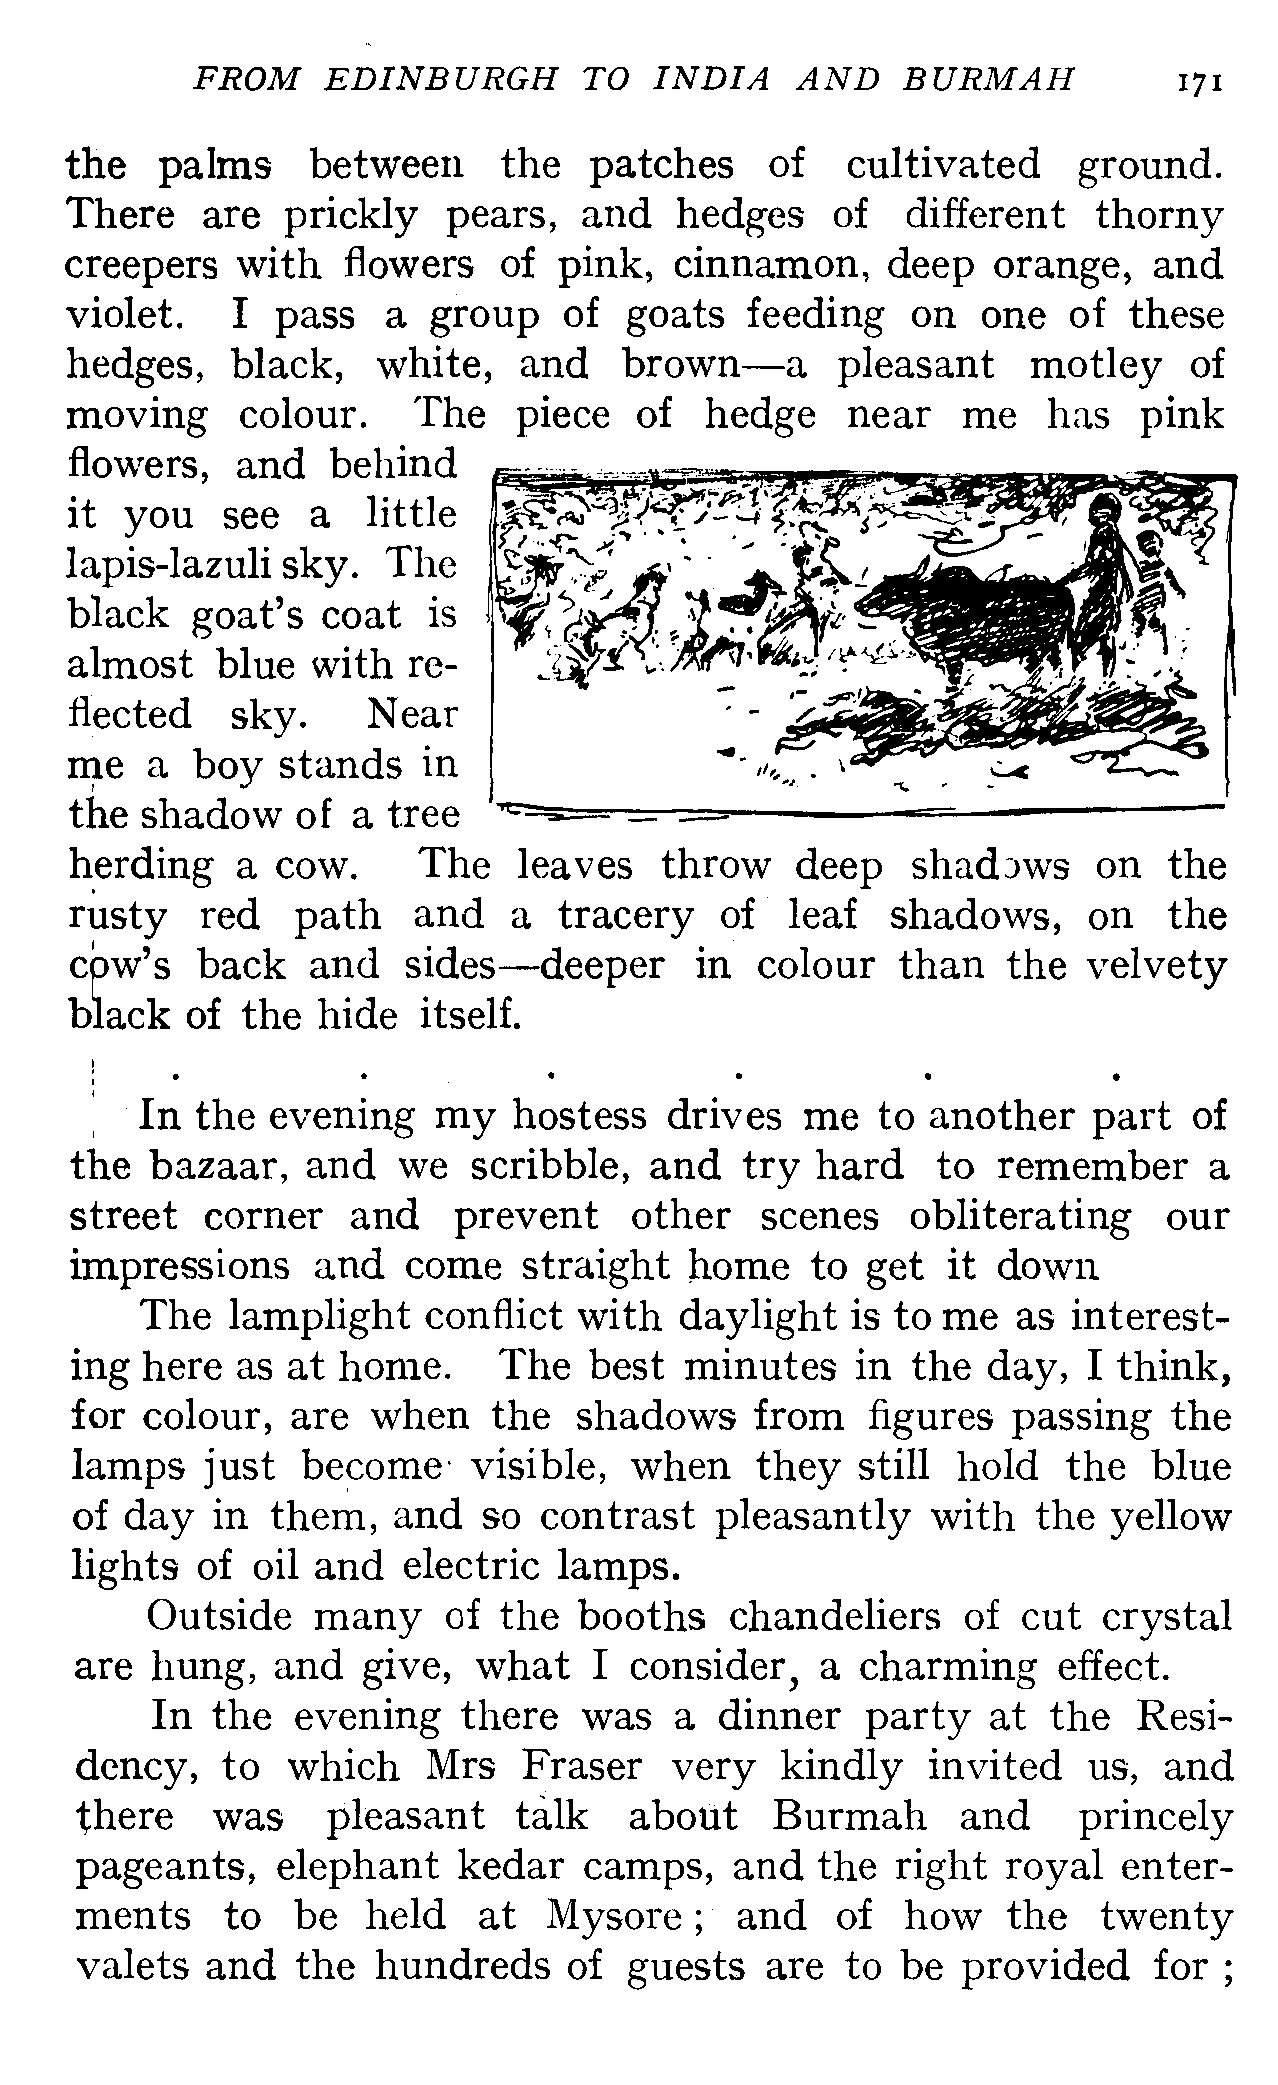 FROM EDINBURGH TO INDIA AND BURMAH 171
the palms between the patches of cultivated ground.
There are prickly pears, and hedges of different thorny
creepers with flowers of pink, cinnamon, deep orange, and
violet. I pass a group of goats feeding on one of these
hedges, black, white, and brown—a pleasant motley of
moving colour. The piece of hedge near me has pink
flowers, and behind
it you see a little
lapis-lazuli sky. The
black goat's coat is
almost blue with re-
flected sky. Near
me a boy stands in
the shadow of a tree
herding a cow. The leaves throw deep shadows on the
rusty red path and a tracery of leaf shadows, on the
cow's back and sides—deeper in colour than the velvety
black of the hide itself.
. . . . . .
In the evening my hostess drives me to another part of
the bazaar, and we scribble, and try hard to remember a
street corner and prevent other scenes obliterating our
impressions and come straight home to get it down
The lamplight conflict with daylight is to me as interest-
ing here as at home. The best minutes in the day, I think,
for colour, are when the shadows from figures passing the
lamps just become visible, when they still hold the blue
of day in them, and so contrast pleasantly with the yellow
lights of oil and electric lamps.
Outside many of the booths chandeliers of cut crystal
are hung, and give, what I consider, a charming effect.
In the evening there was a dinner party at the Resi-
dency, to which Mrs Fraser very kindly invited us, and
there was pleasant talk about Burmah and princely
pageants, elephant kedar camps, and the right royal enter-
ments to be held at Mysore ; and of how the twenty
valets and the hundreds of guests are to be provided for ;